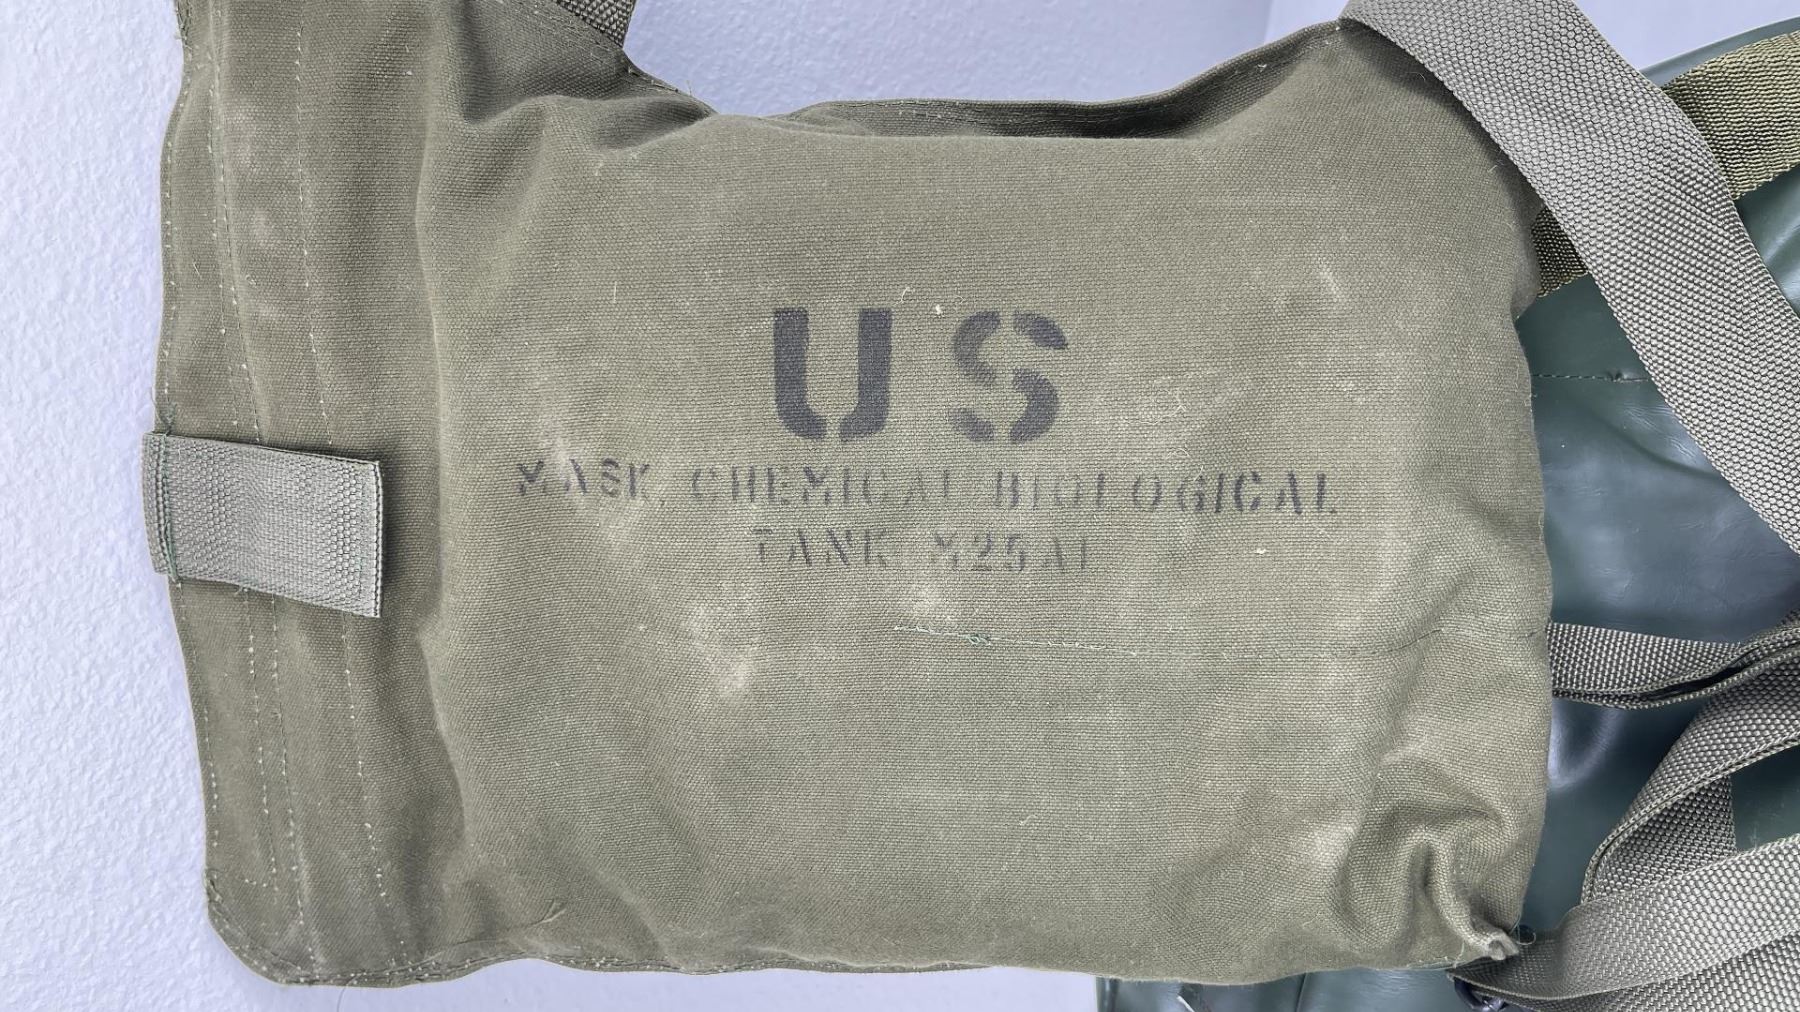 US
MASK, CHEMICAL BIOLOGICAL
TANK M25A1